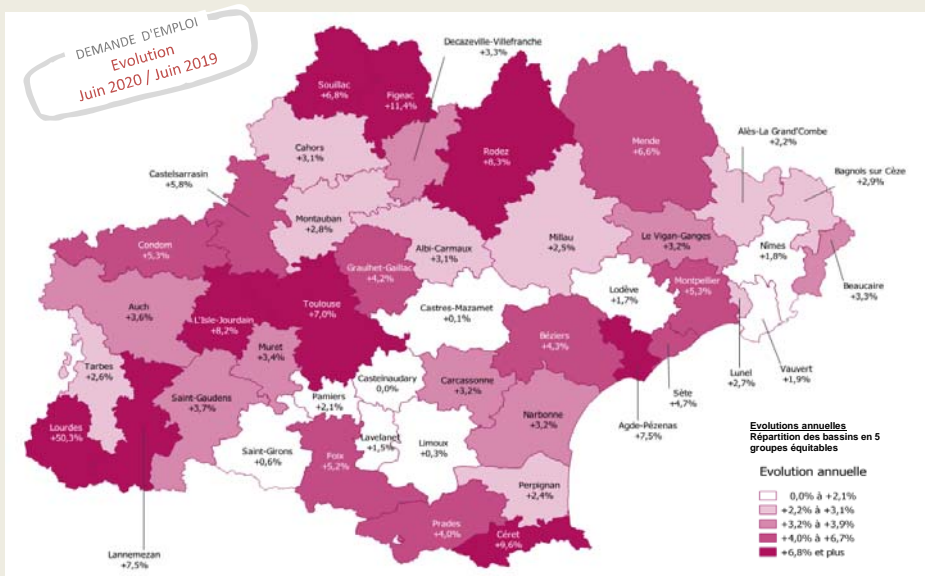 DEMANDE D'EMPLOI
Evolution
Juin 2020 / Juin 2019
Decazeville-Villefranche
+3,3%
Souillac
+6,8%
Figeac
+11,4%
Cahors
+3,1%
Rodez
+8,3%
Mende
+6,6%
Alès-La Grand'Combe
+2,2%
Bagnols sur Cèze
+2,9%
Castelsarrasin
+5,8%
Montauban
+2,8%
Condom
+5,3%
Graulhet-Gaillac
+4,2%
Albi-Carmaux
+3,1%
Millau
+2,5%
Le Vigan-Ganges
+3,2%
Nîmes
+1,8%
Beaucaire
+3,3%
Auch
+3,6%
L'Isle-Jourdain
+8,2%
Toulouse
+7,0%
Castres-Mazamet
+0,1%
Lodève
+1,7%
Montpellier
+5,3%
Muret
+3,4%
Béziers
+4,3%
Tarbes
+2,6%
Saint-Gaudens
+3,7%
Castelnaudary
0,0%
Carcassonne
+3,2%
Lunel
+2,7%
Vauvert
+1,9%
Sète
+4,7%
Pamiers
+2,1%
Narbonne
+3,2%
Agde-Pézenas
+7,5%
Lourdes
+50,3%
Saint-Girons
+0,6%
Foix
+5,2%
Lavelanet
+1,5%
Limoux
+0,3%
Perpignan
+2,4%
Prades
+4,0%
Céret
+9,6%
Lannemezan
+7,5%
Evolutions annuelles
Répartition des bassins en 5
groupes équitables
Evolution annuelle
0,0% à +2,1%
+2,2% à +3,1%
+3,2% à +3,9%
+4,0% à +6,7%
+6,8% et plus